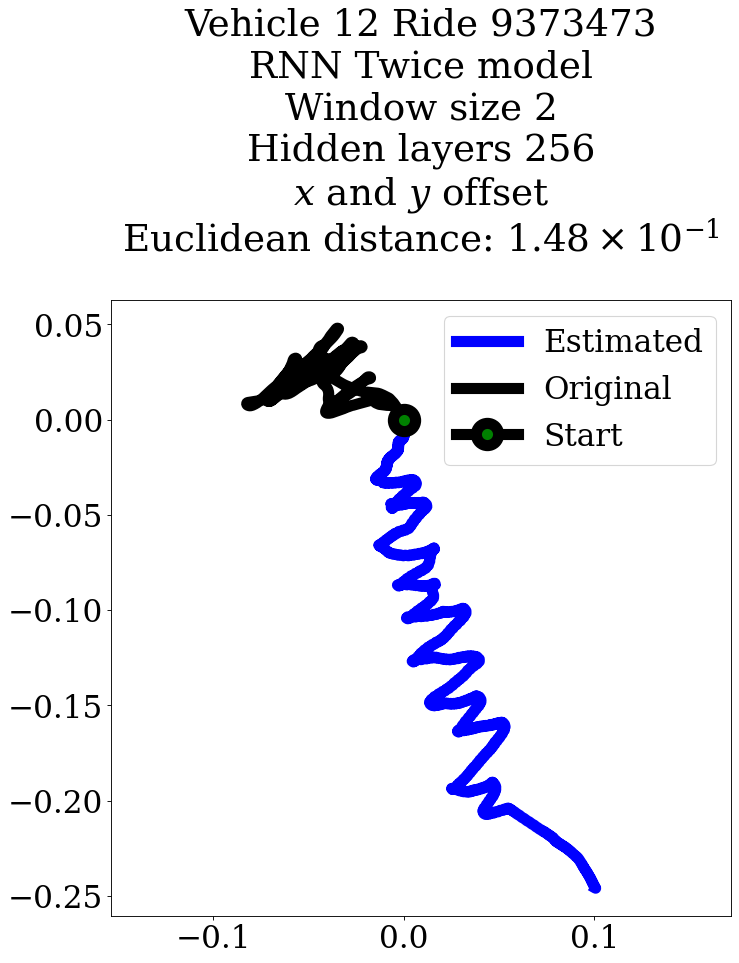 Vehicle 12 Ride 9373473
RNN Twice model
Window size 2
Hidden layers 256
x and y offset
Euclidean distance: 1.48 × 10⁻¹
Estimated
Original
Start
0.05
0.00
−0.05
−0.10
−0.15
−0.20
−0.25
−0.1 0.0 0.1